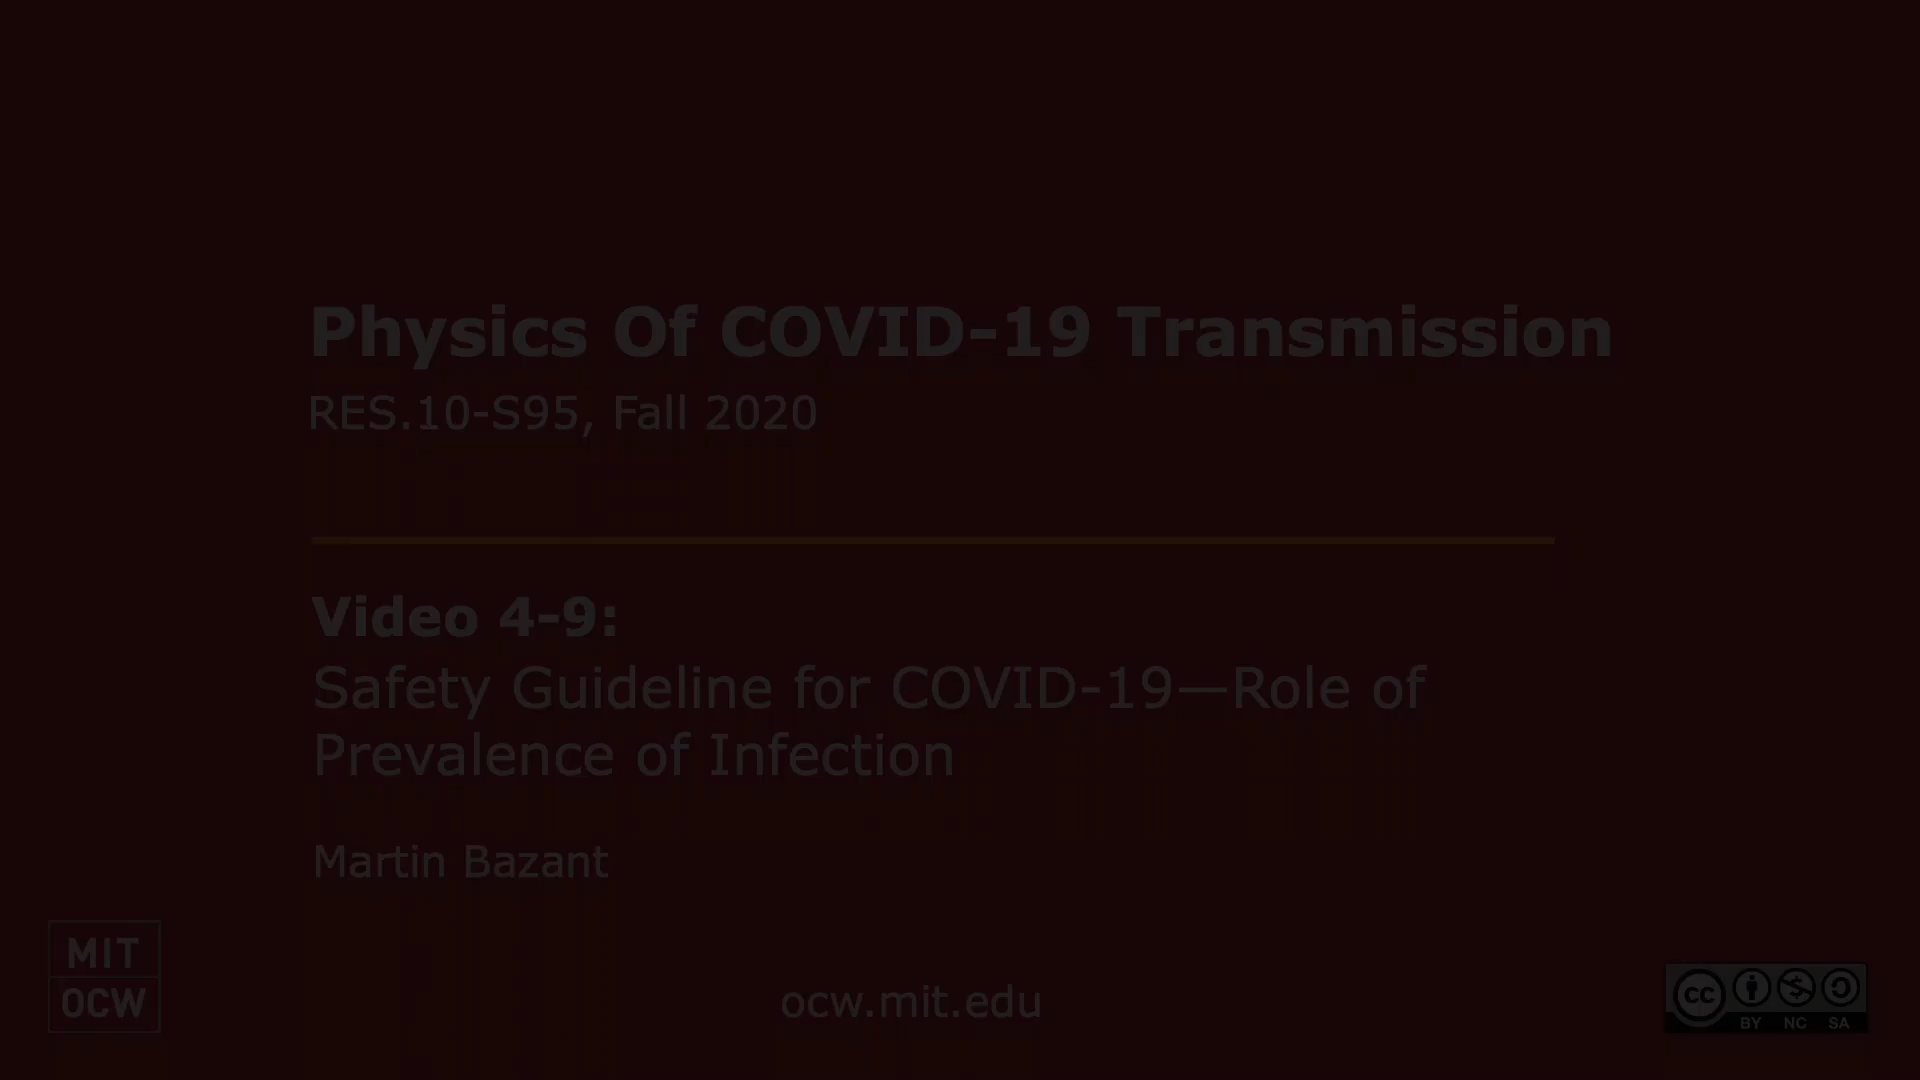 Physics Of COVID-19 Transmission
RES.10-S95, Fall 2020
Video 4-9:
Safety Guideline for COVID-19—Role of
Prevalence of Infection
Martin Bazant
MIT
OCW
ocw.mit.edu
cc
BY NC SA